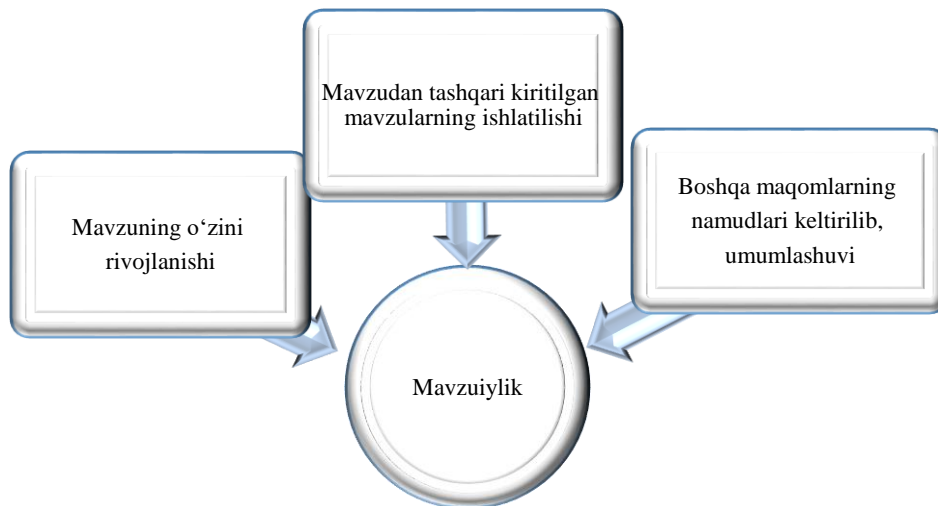 Mavzudan tashqari kiritilgan
mavzularning ishlatilishi
Mavzuning o‘zini
rivojlanishi
Boshqa maqomlarning
namudlari keltirilib,
umumlashuvi
Mavzuiylik